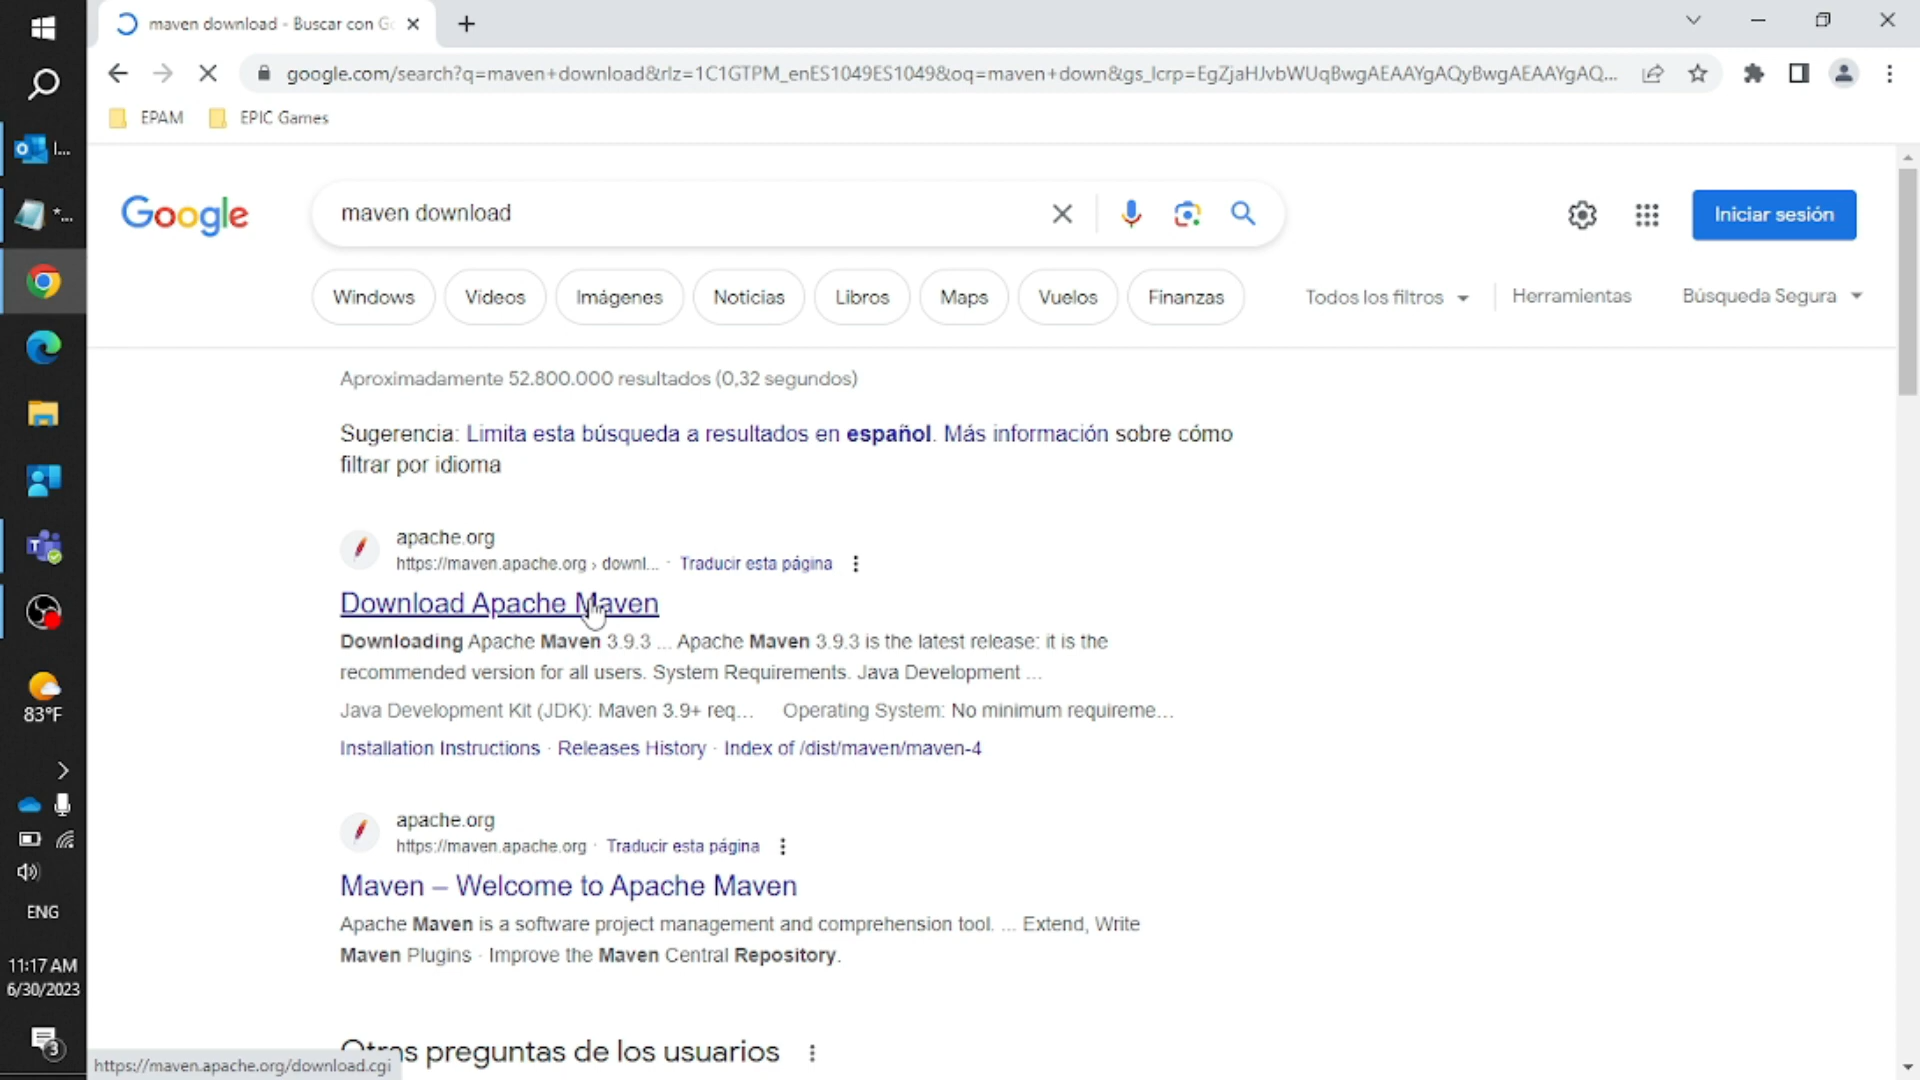 maven download - Buscar con Go
google.com/search?q=maven+download&rlz=1C1GTPM_enES1049ES1049&oq=maven+down&gs_lcrp=EgZjaHJvbWUqBwgAEAAYgAQyBwgAEAAYgAQ...
EPAM
EPIC Games
Google
maven download
Iniciar sesión
Windows
Vídeos
Imágenes
Noticias
Libros
Maps
Vuelos
Finanzas
Todos los filtros
Herramientas
Búsqueda Segura
Aproximadamente 52.800.000 resultados (0,32 segundos)
Sugerencia: Limita esta búsqueda a resultados en español. Más información sobre cómo
filtrar por idioma
apache.org
https://maven.apache.org › downl... · Traducir esta página
Download Apache Maven
Downloading Apache Maven 3.9.3 ... Apache Maven 3.9.3 is the latest release: it is the
recommended version for all users. System Requirements. Java Development ...
Java Development Kit (JDK): Maven 3.9+ req... Operating System: No minimum requireme...
Installation Instructions · Releases History · Index of /dist/maven/maven-4
apache.org
https://maven.apache.org · Traducir esta página
Maven – Welcome to Apache Maven
Apache Maven is a software project management and comprehension tool. ... Extend, Write
Maven Plugins · Improve the Maven Central Repository.
Otras preguntas de los usuarios
https://maven.apache.org/download.cgi
I...
*...
83°F
ENG
11:17 AM
6/30/2023
3